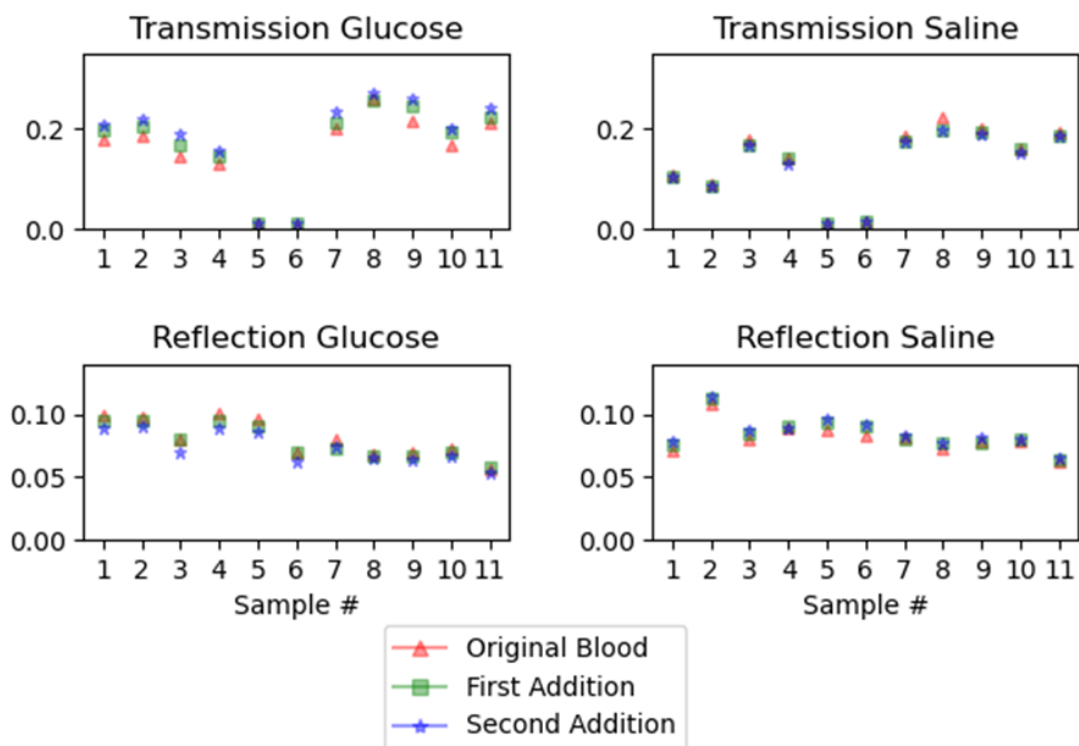 Transmission Glucose
0.2
0.0
1 2 3 4 5 6 7 8 9 10 11
Transmission Saline
0.2
0.0
1 2 3 4 5 6 7 8 9 10 11
Reflection Glucose
0.10
0.05
0.00
1 2 3 4 5 6 7 8 9 10 11
Sample #
Reflection Saline
0.10
0.05
0.00
1 2 3 4 5 6 7 8 9 10 11
Sample #
Original Blood
First Addition
Second Addition